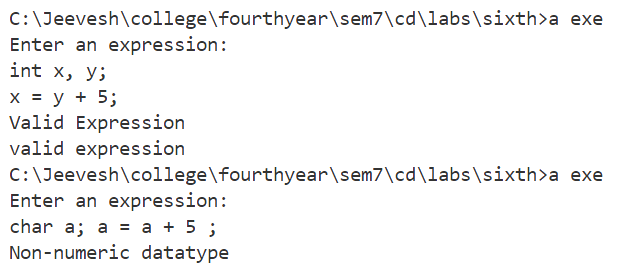 C:\Jeevesh\college\fourthyear\sem7\cd\labs\sixth>a exe
Enter an expression:
int x, y;
x = y + 5;
Valid Expression
valid expression
C:\Jeevesh\college\fourthyear\sem7\cd\labs\sixth>a exe
Enter an expression:
char a; a = a + 5 ;
Non-numeric datatype